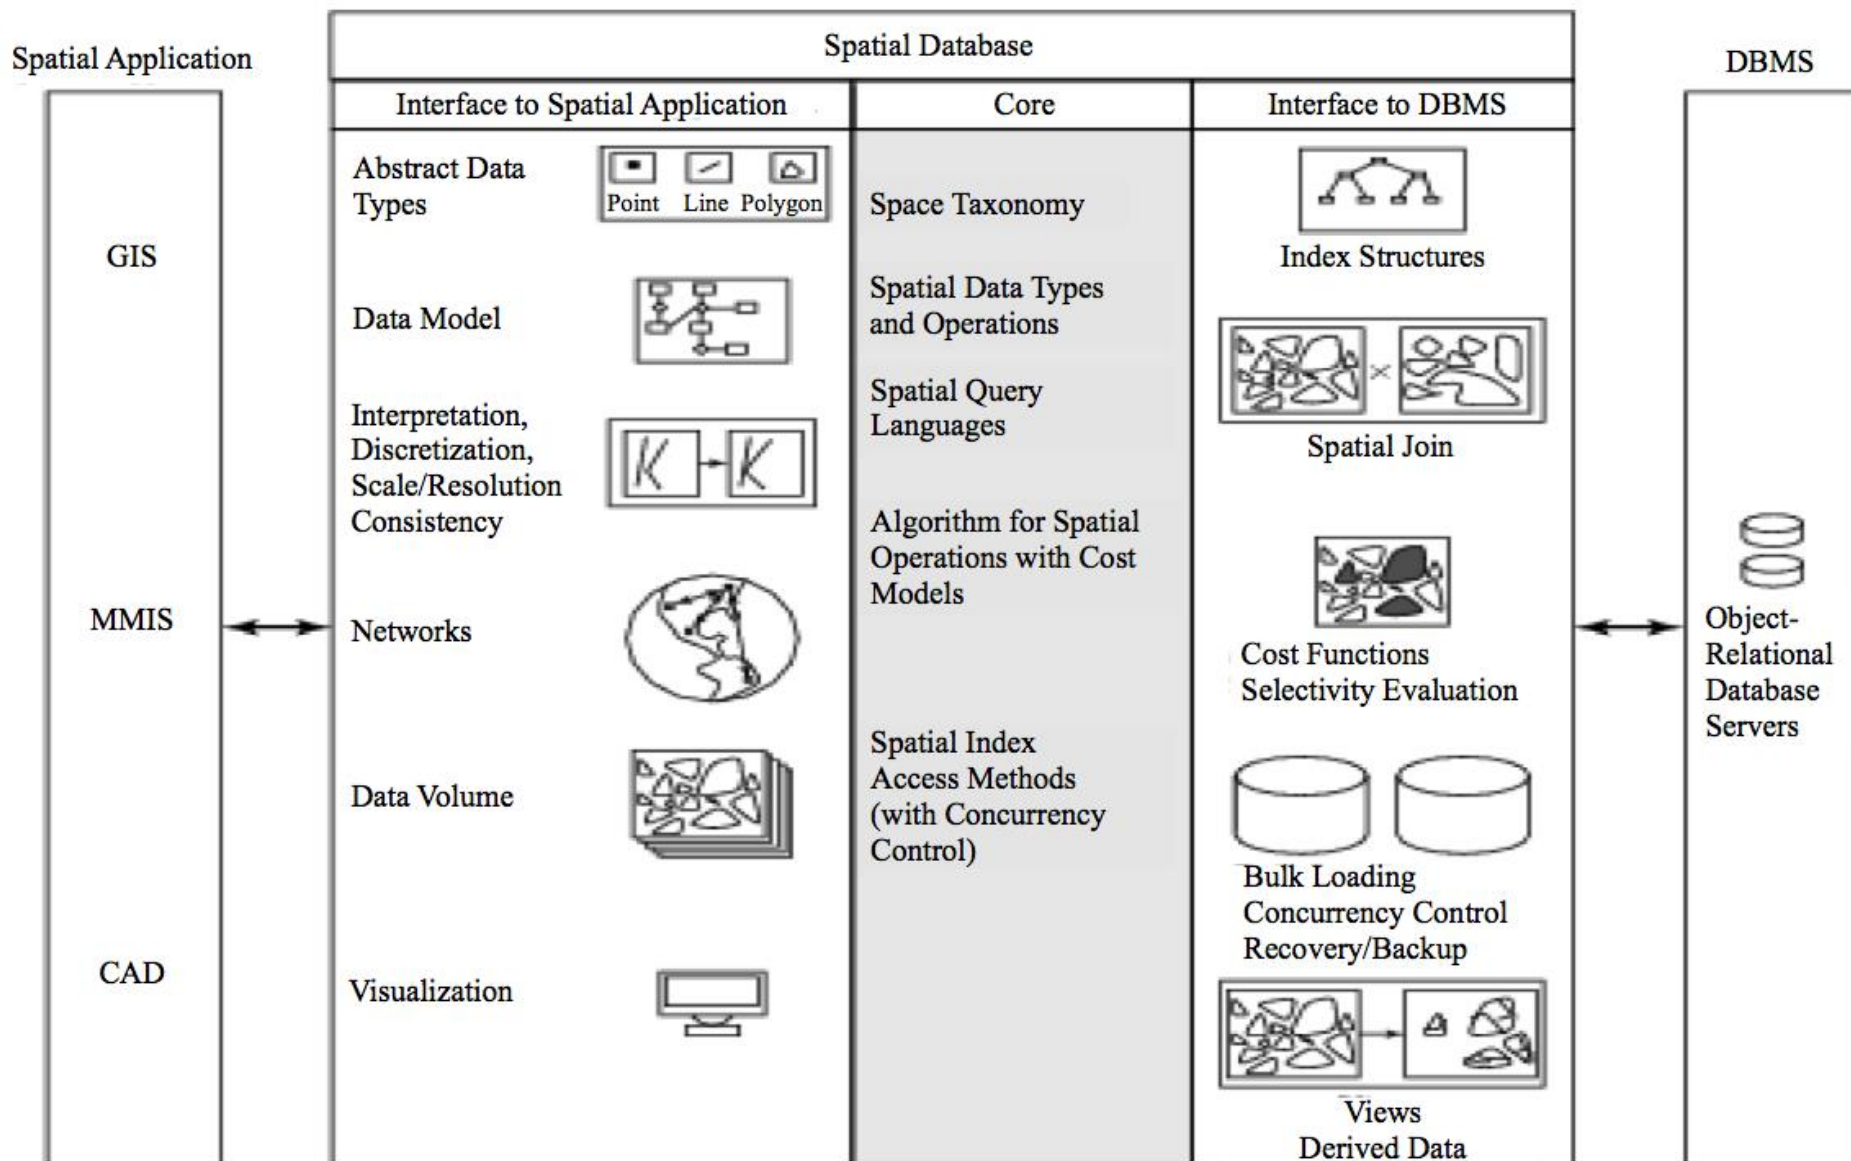 Spatial Application
GIS
MMIS
CAD
Spatial Database
Interface to Spatial Application
Abstract Data
Types
Point Line Polygon
Data Model
Interpretation,
Discretization,
Scale/Resolution
Consistency
K K
Networks
Data Volume
Visualization
Core
Space Taxonomy
Spatial Data Types
and Operations
Spatial Query
Languages
Algorithm for Spatial
Operations with Cost
Models
Spatial Index
Access Methods
(with Concurrency
Control)
Interface to DBMS
Index Structures
×
Spatial Join
Cost Functions
Selectivity Evaluation
Bulk Loading
Concurrency Control
Recovery/Backup
Views
Derived Data
DBMS
Object-
Relational
Database
Servers